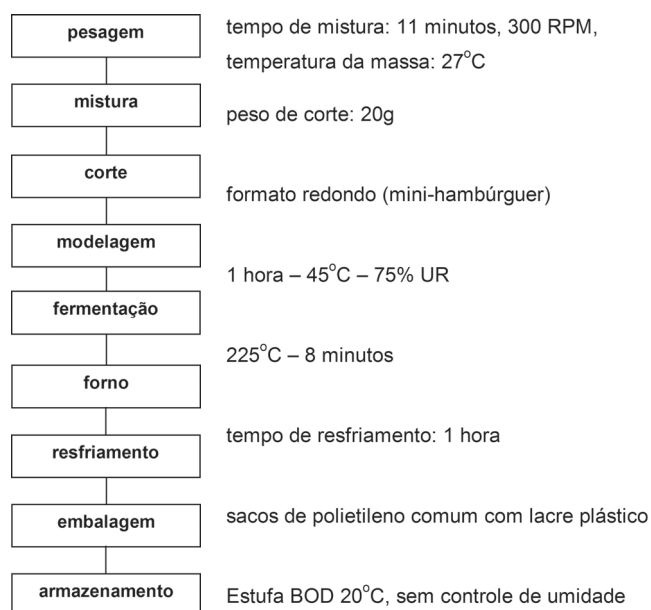 pesagem
tempo de mistura: 11 minutos, 300 RPM,
temperatura da massa: 27°C
mistura
peso de corte: 20g
corte
formato redondo (mini-hambúrguer)
modelagem
1 hora – 45°C – 75% UR
fermentação
225°C – 8 minutos
forno
tempo de resfriamento: 1 hora
resfriamento
embalagem
sacos de polietileno comum com lacre plástico
armazenamento
Estufa BOD 20°C, sem controle de umidade